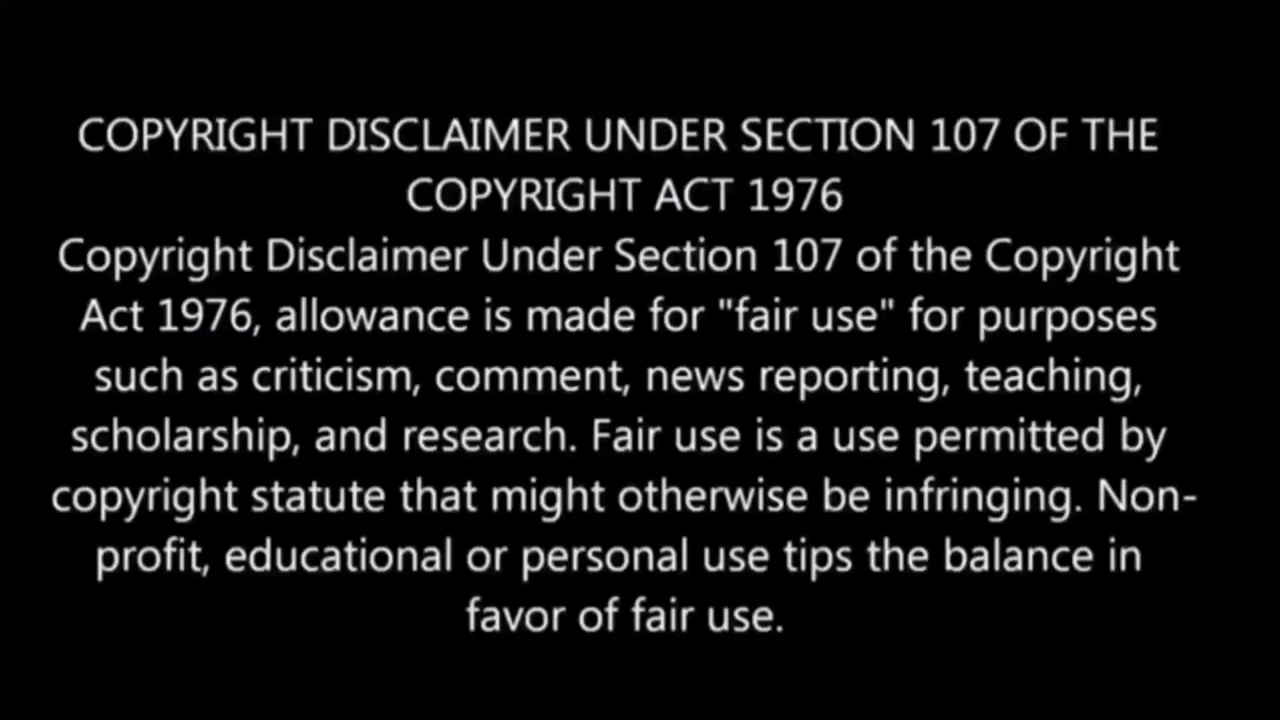 COPYRIGHT DISCLAIMER UNDER SECTION 107 OF THE
COPYRIGHT ACT 1976
Copyright Disclaimer Under Section 107 of the Copyright
Act 1976, allowance is made for "fair use" for purposes
such as criticism, comment, news reporting, teaching,
scholarship, and research. Fair use is a use permitted by
copyright statute that might otherwise be infringing. Non-
profit, educational or personal use tips the balance in
favor of fair use.